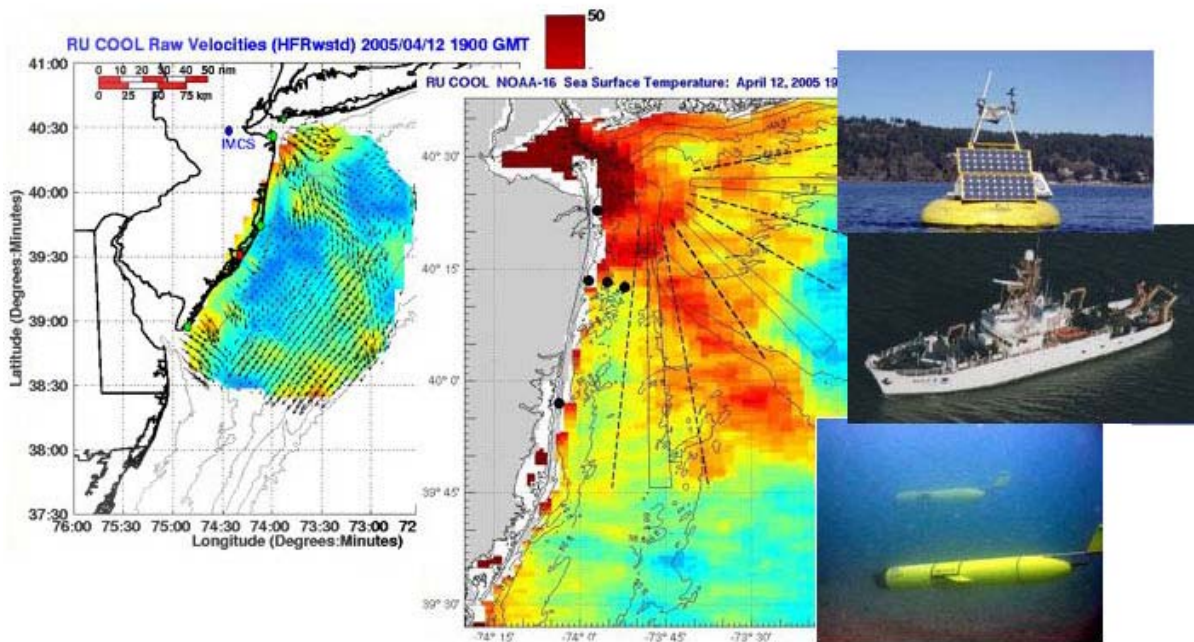 50
RU COOL Raw Velocities (HFRwstd) 2005/04/12 1900 GMT
0 10 20 30 40 50 nm
0 25 50 75 km
IMCS
41:00
40:30
40:00
39:30
39:00
38:30
38:00
37:30
Latitude (Degrees:Minutes)
76:00 75:30 75:00 74:30 74:00 73:30 73:00 72
Longitude (Degrees:Minutes)
RU COOL NOAA-16 Sea Surface Temperature: April 12, 2005 19
40° 30'
40° 15'
40° 0'
39° 45'
39° 30'
-74° 15' -74° 0' -73° 45' -73° 30'